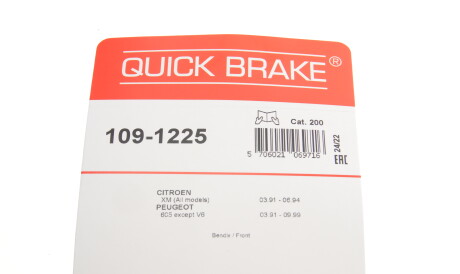 QUICK BRAKE®
109-1225
Cat. 200
5 706021 069716
24/22
EAC
CITROEN
XM (All models) 03.91 - 06.94
PEUGEOT
605 except V6 03.91 - 09.99
Bendix / Front